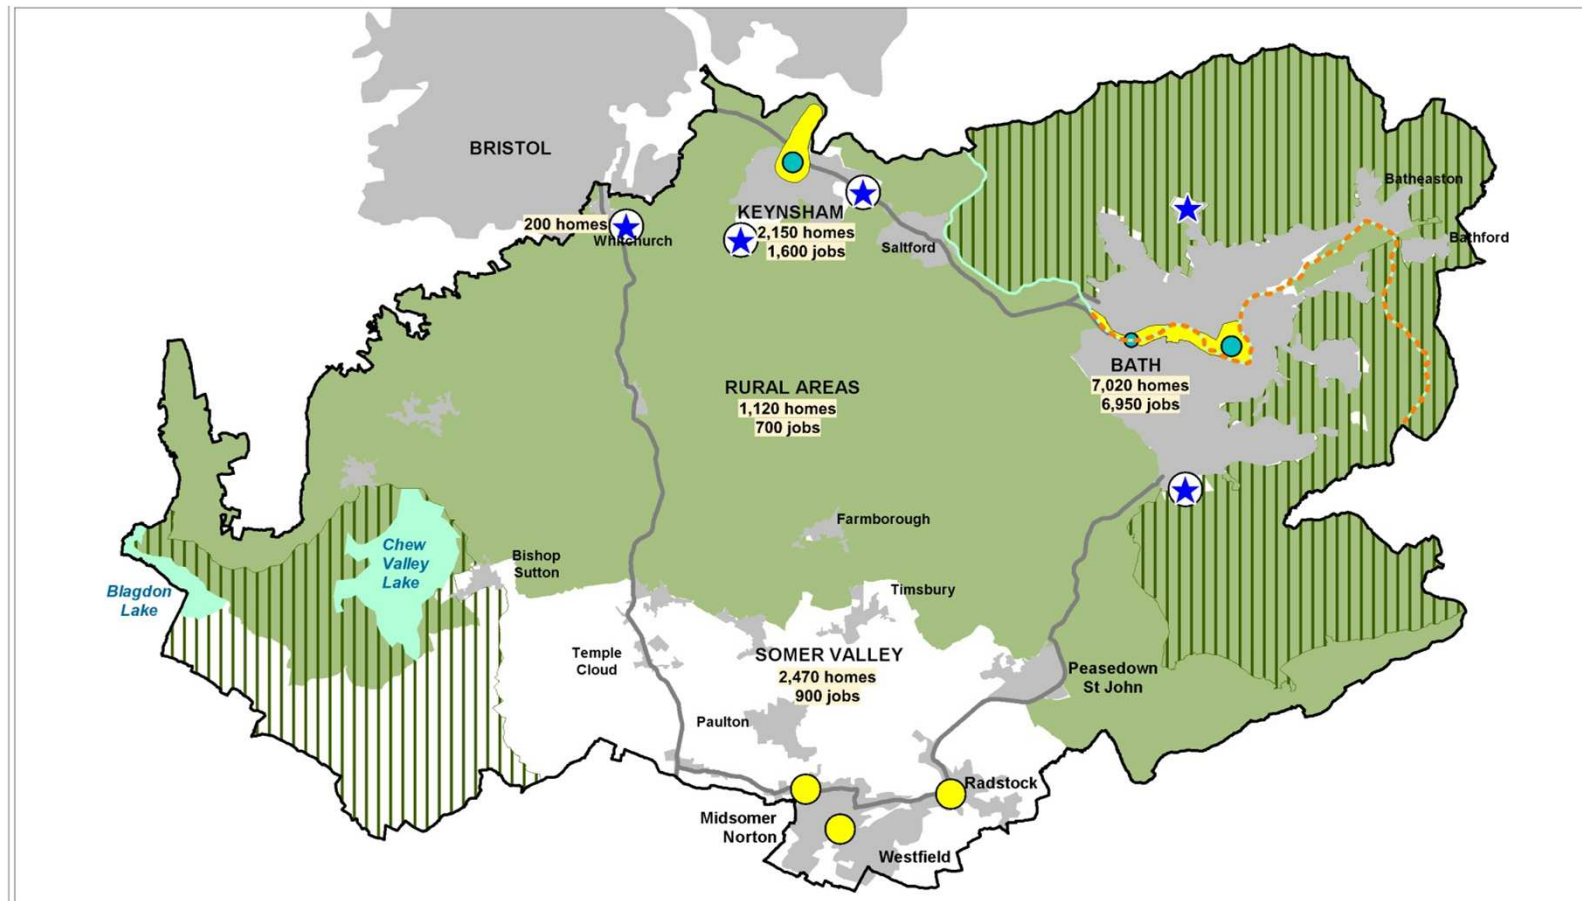 BRISTOL
Batheaston
200 homes
Whitchurch
KEYNSHAM
2,150 homes
1,600 jobs
Saltford
Bathford
BATH
7,020 homes
6,950 jobs
RURAL AREAS
1,120 homes
700 jobs
Farmborough
Chew
Valley
Lake
Bishop
Sutton
Blagdon
Lake
Timsbury
Temple
Cloud
SOMER VALLEY
2,470 homes
900 jobs
Peasedown
St John
Paulton
Radstock
Midsomer
Norton
Westfield